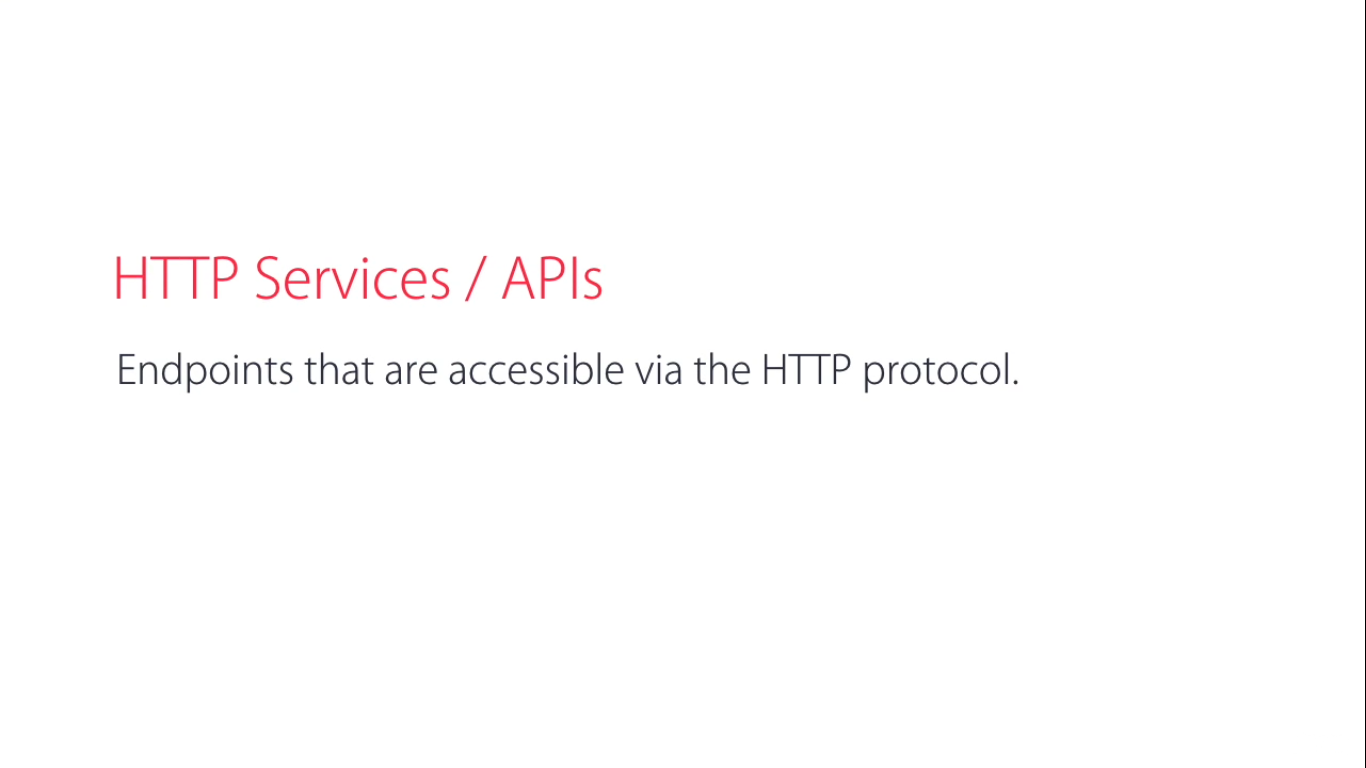 HTTP Services / APIs
Endpoints that are accessible via the HTTP protocol.